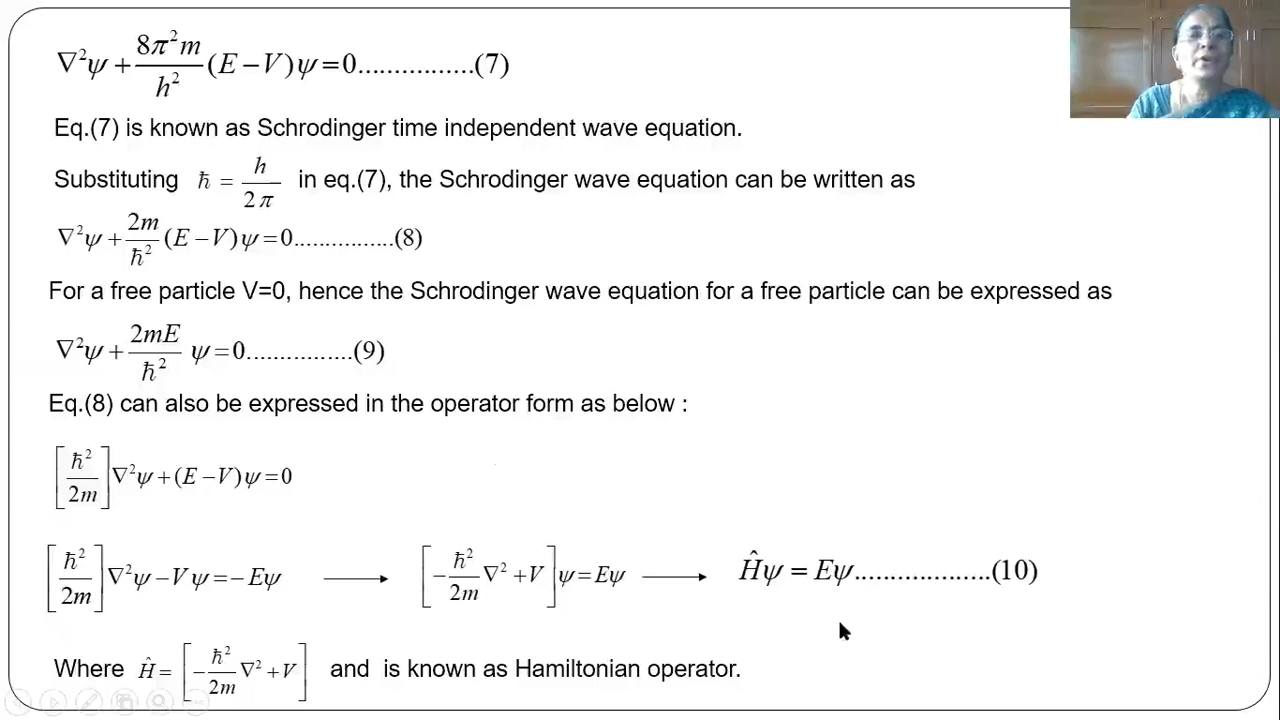 ∇²ψ + 8π²m/h² (E − V)ψ = 0................(7)
Eq.(7) is known as Schrodinger time independent wave equation.
Substituting ℏ = h/2π in eq.(7), the Schrodinger wave equation can be written as
∇²ψ + 2m/ℏ² (E − V)ψ = 0................(8)
For a free particle V=0, hence the Schrodinger wave equation for a free particle can be expressed as
∇²ψ + 2mE/ℏ² ψ = 0................(9)
Eq.(8) can also be expressed in the operator form as below :
[ℏ²/2m]∇²ψ + (E − V)ψ = 0
[ℏ²/2m]∇²ψ − Vψ = − Eψ ⟶ [−ℏ²/2m ∇² + V]ψ = Eψ ⟶ Ĥψ = Eψ...................(10)
Where Ĥ = [−ℏ²/2m ∇² + V] and is known as Hamiltonian operator.